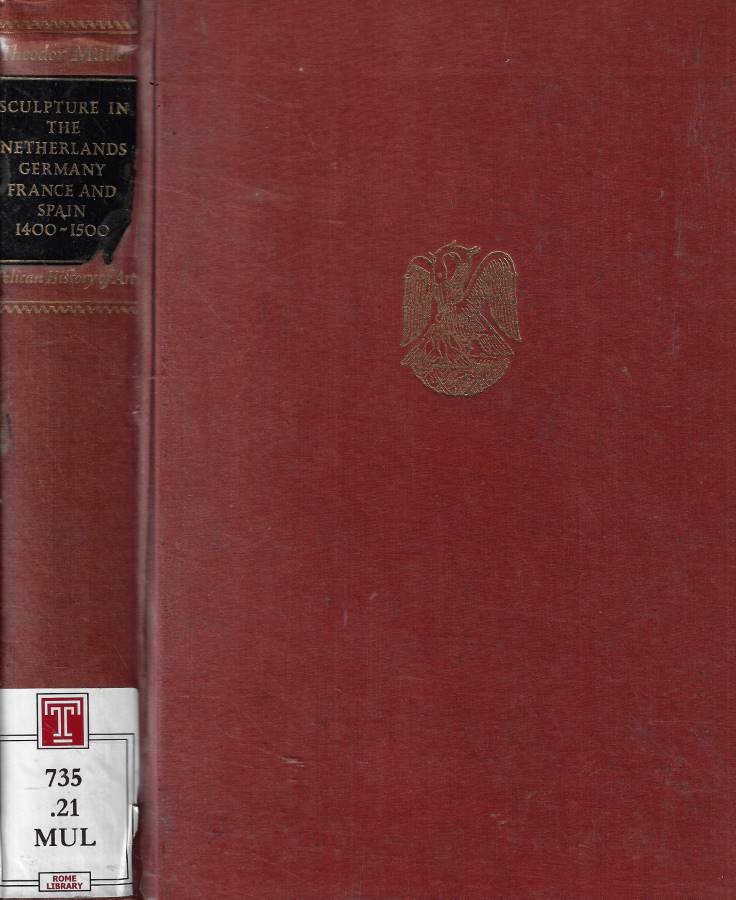 Theodor Müller
SCULPTURE IN
THE
NETHERLANDS
GERMANY
FRANCE AND
SPAIN
1400~1500
Pelican History of Art
T
735
.21
MUL
ROME
LIBRARY